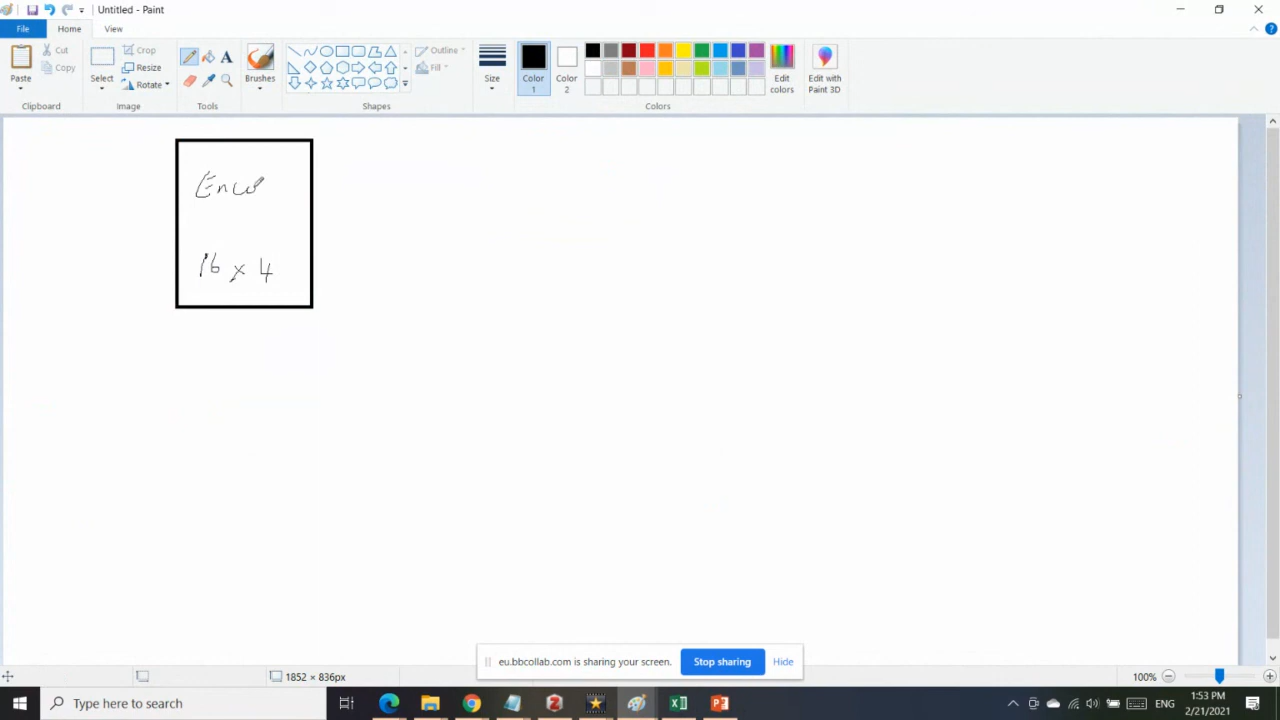 Untitled - Paint
File
Home
View
Paste
Cut
Copy
Clipboard
Select
Crop
Resize
Rotate
Image
A
Tools
Brushes
Shapes
Outline
Fill
Size
Color 1
Color 2
Edit colors
Colors
Edit with Paint 3D
16 x 4
eu.bbcollab.com is sharing your screen.
Stop sharing
Hide
1852 × 836px
100%
Type here to search
ENG
1:53 PM
2/21/2021